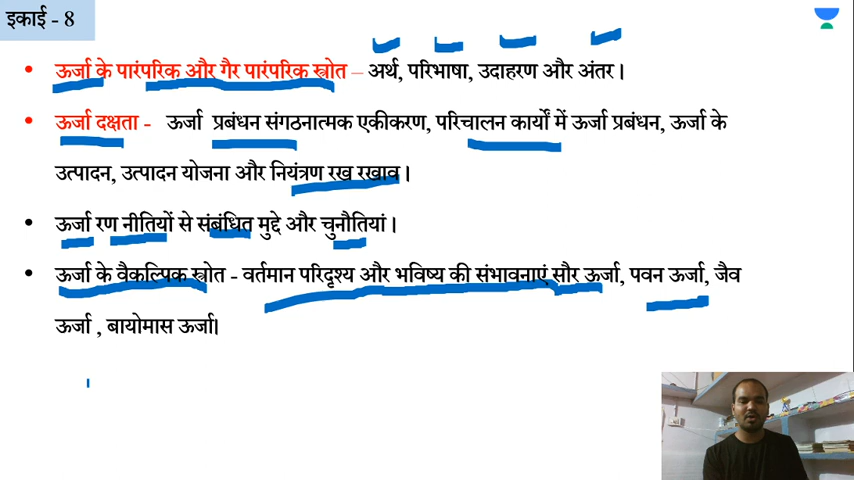 इकाई - 8
• ऊर्जा के पारंपरिक और गैर पारंपरिक स्त्रोत – अर्थ, परिभाषा, उदाहरण और अंतर।
• ऊर्जा दक्षता - ऊर्जा प्रबंधन संगठनात्मक एकीकरण, परिचालन कार्यों में ऊर्जा प्रबंधन, ऊर्जा के
उत्पादन, उत्पादन योजना और नियंत्रण रख रखाव।
• ऊर्जा रण नीतियों से संबंधित मुद्दे और चुनौतियां।
• ऊर्जा के वैकल्पिक स्त्रोत - वर्तमान परिदृश्य और भविष्य की संभावनाएं सौर ऊर्जा, पवन ऊर्जा, जैव
ऊर्जा , बायोमास ऊर्जा।